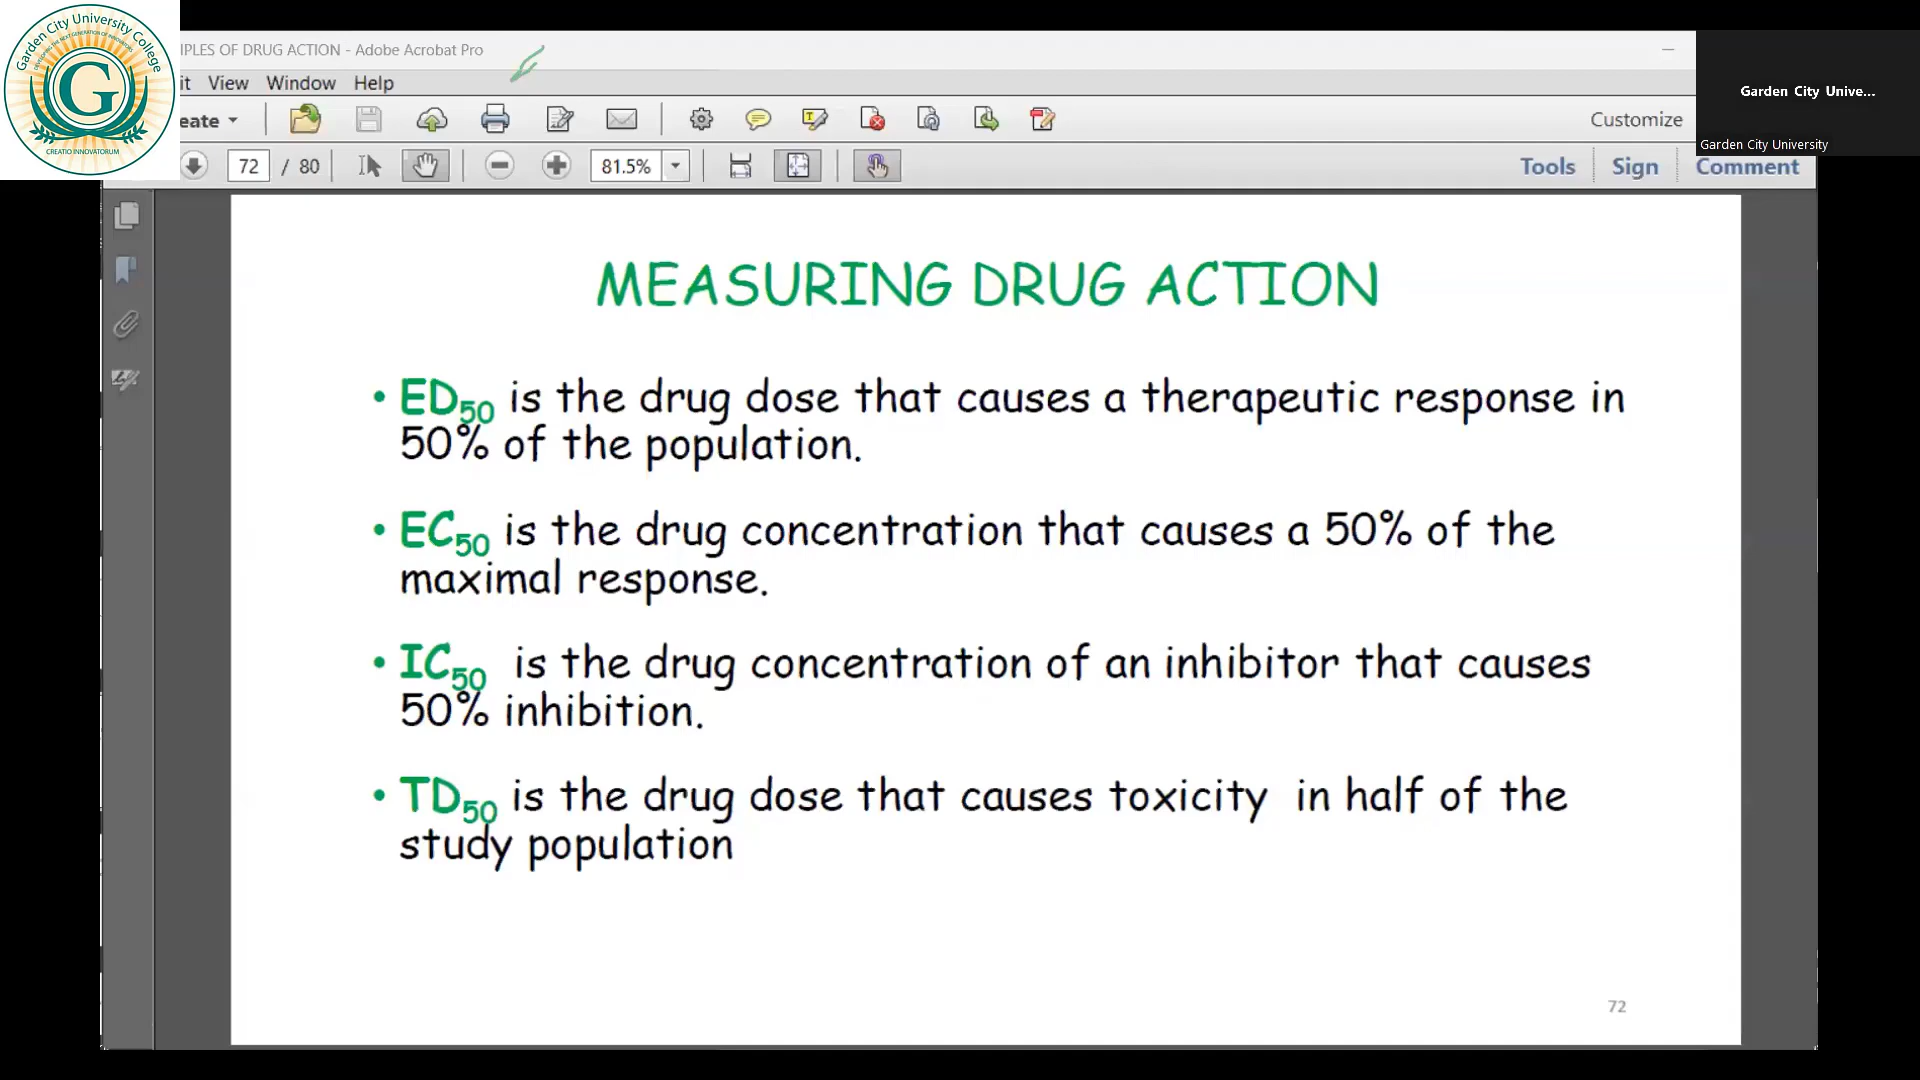 Garden City University College
G
CREATIO INNOVATORUM
IPLES OF DRUG ACTION - Adobe Acrobat Pro
it View Window Help
eate
Customize
72 / 80
81.5%
Tools Sign Comment
Garden City Unive...
Garden City University
MEASURING DRUG ACTION
• ED50 is the drug dose that causes a therapeutic response in
50% of the population.
• EC50 is the drug concentration that causes a 50% of the
maximal response.
• IC50 is the drug concentration of an inhibitor that causes
50% inhibition.
• TD50 is the drug dose that causes toxicity in half of the
study population
72